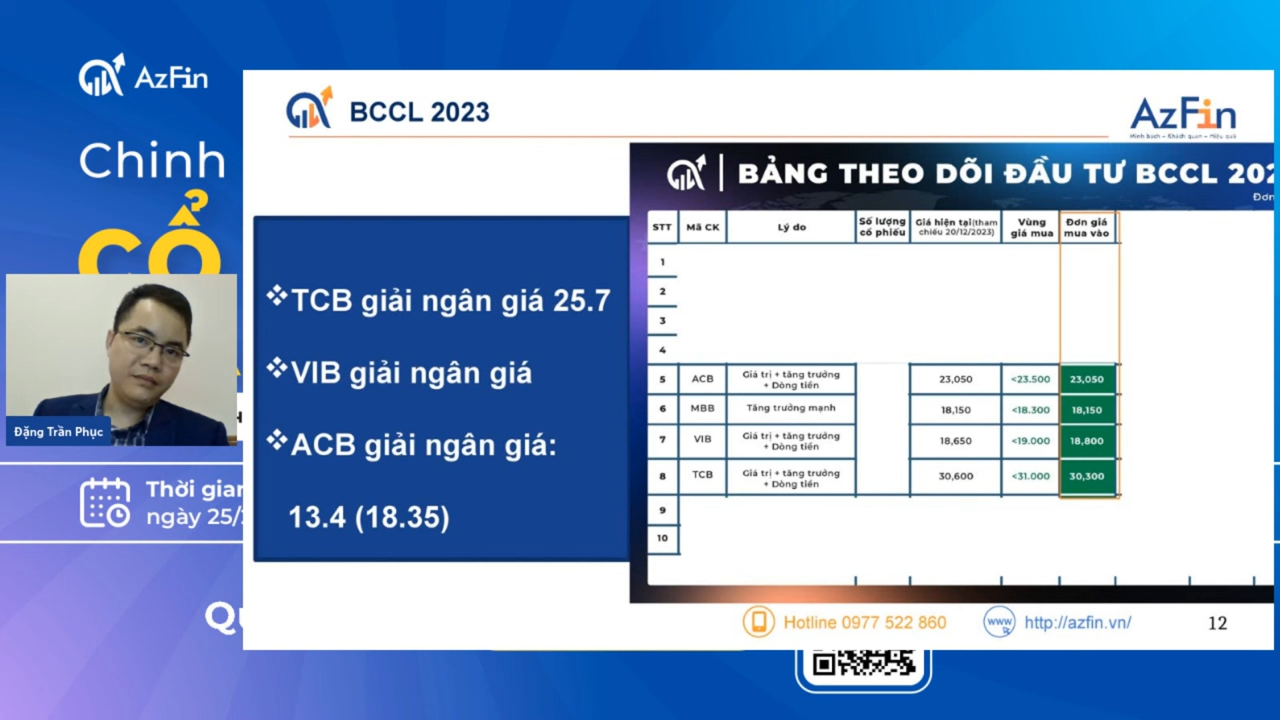 AzFin
Chinh
CỔ
Đặng Trần Phục
Thời gian
ngày 25/
BCCL 2023
AzFin
Minh bạch – Khách quan – Hiệu quả
TCB giải ngân giá 25.7
VIB giải ngân giá
ACB giải ngân giá:
13.4 (18.35)
BẢNG THEO DÕI ĐẦU TƯ BCCL 202
Đơn
STT Mã CK Lý do Số lượng cổ phiếu Giá hiện tại(tham chiếu 20/12/2023) Vùng giá mua Đơn giá mua vào
1
2
3
4
5 ACB Giá trị + tăng trưởng + Dòng tiền 23,050 <23.500 23,050
6 MBB Tăng trưởng mạnh 18,150 <18.300 18,150
7 VIB Giá trị + tăng trưởng + Dòng tiền 18,650 <19.000 18,800
8 TCB Giá trị + tăng trưởng + Dòng tiền 30,600 <31.000 30,300
9
10
Hotline 0977 522 860
www
http://azfin.vn/
12